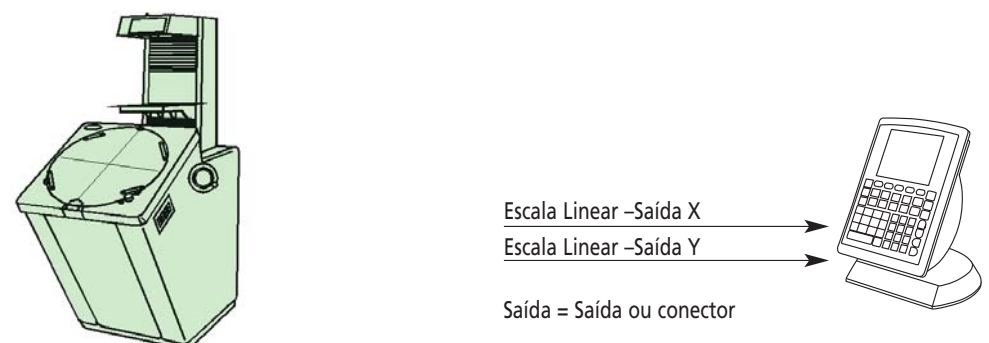 Escala Linear –Saída X
Escala Linear –Saída Y
Saída = Saída ou conector